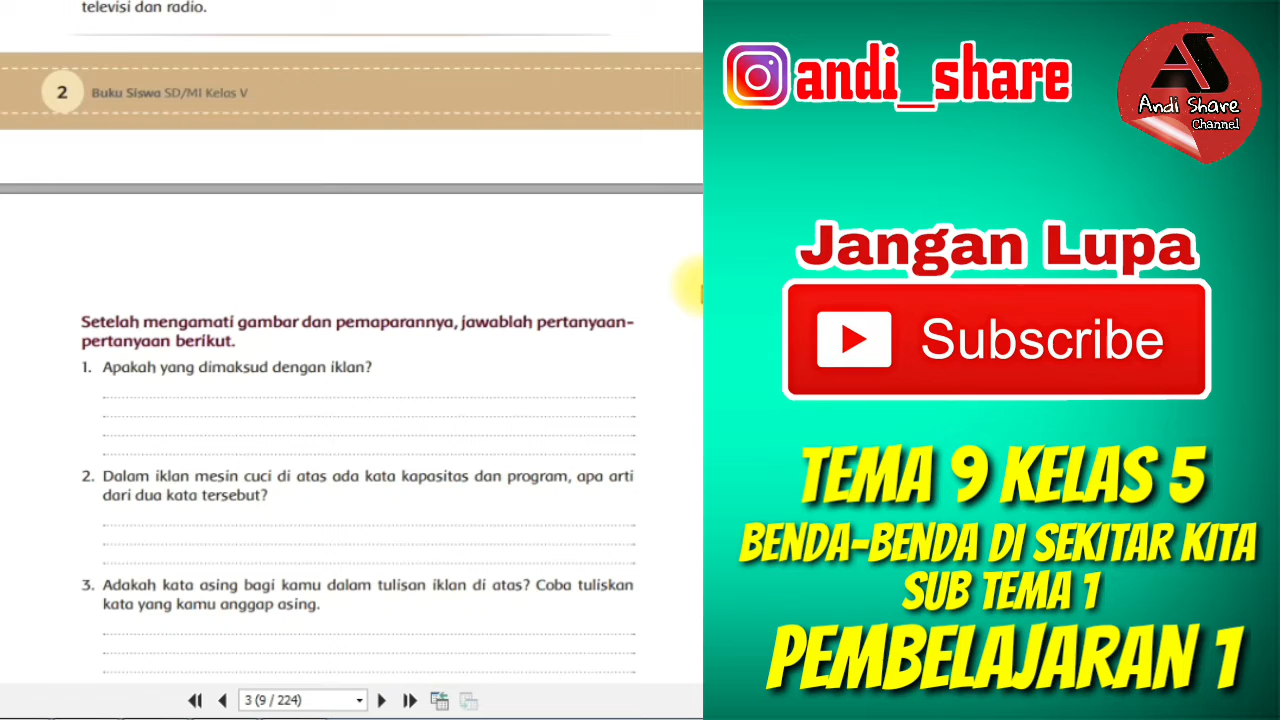 televisi dan radio.
2 Buku Siswa SD/MI Kelas V
Setelah mengamati gambar dan pemaparannya, jawablah pertanyaan-
pertanyaan berikut.
1. Apakah yang dimaksud dengan iklan?
2. Dalam iklan mesin cuci di atas ada kata kapasitas dan program, apa arti
dari dua kata tersebut?
3. Adakah kata asing bagi kamu dalam tulisan iklan di atas? Coba tuliskan
kata yang kamu anggap asing.
3 (9 / 224)
andi_share
AS
Andi Share
Channel
Jangan Lupa
Subscribe
TEMA 9 KELAS 5
BENDA-BENDA DI SEKITAR KITA
SUB TEMA 1
PEMBELAJARAN 1